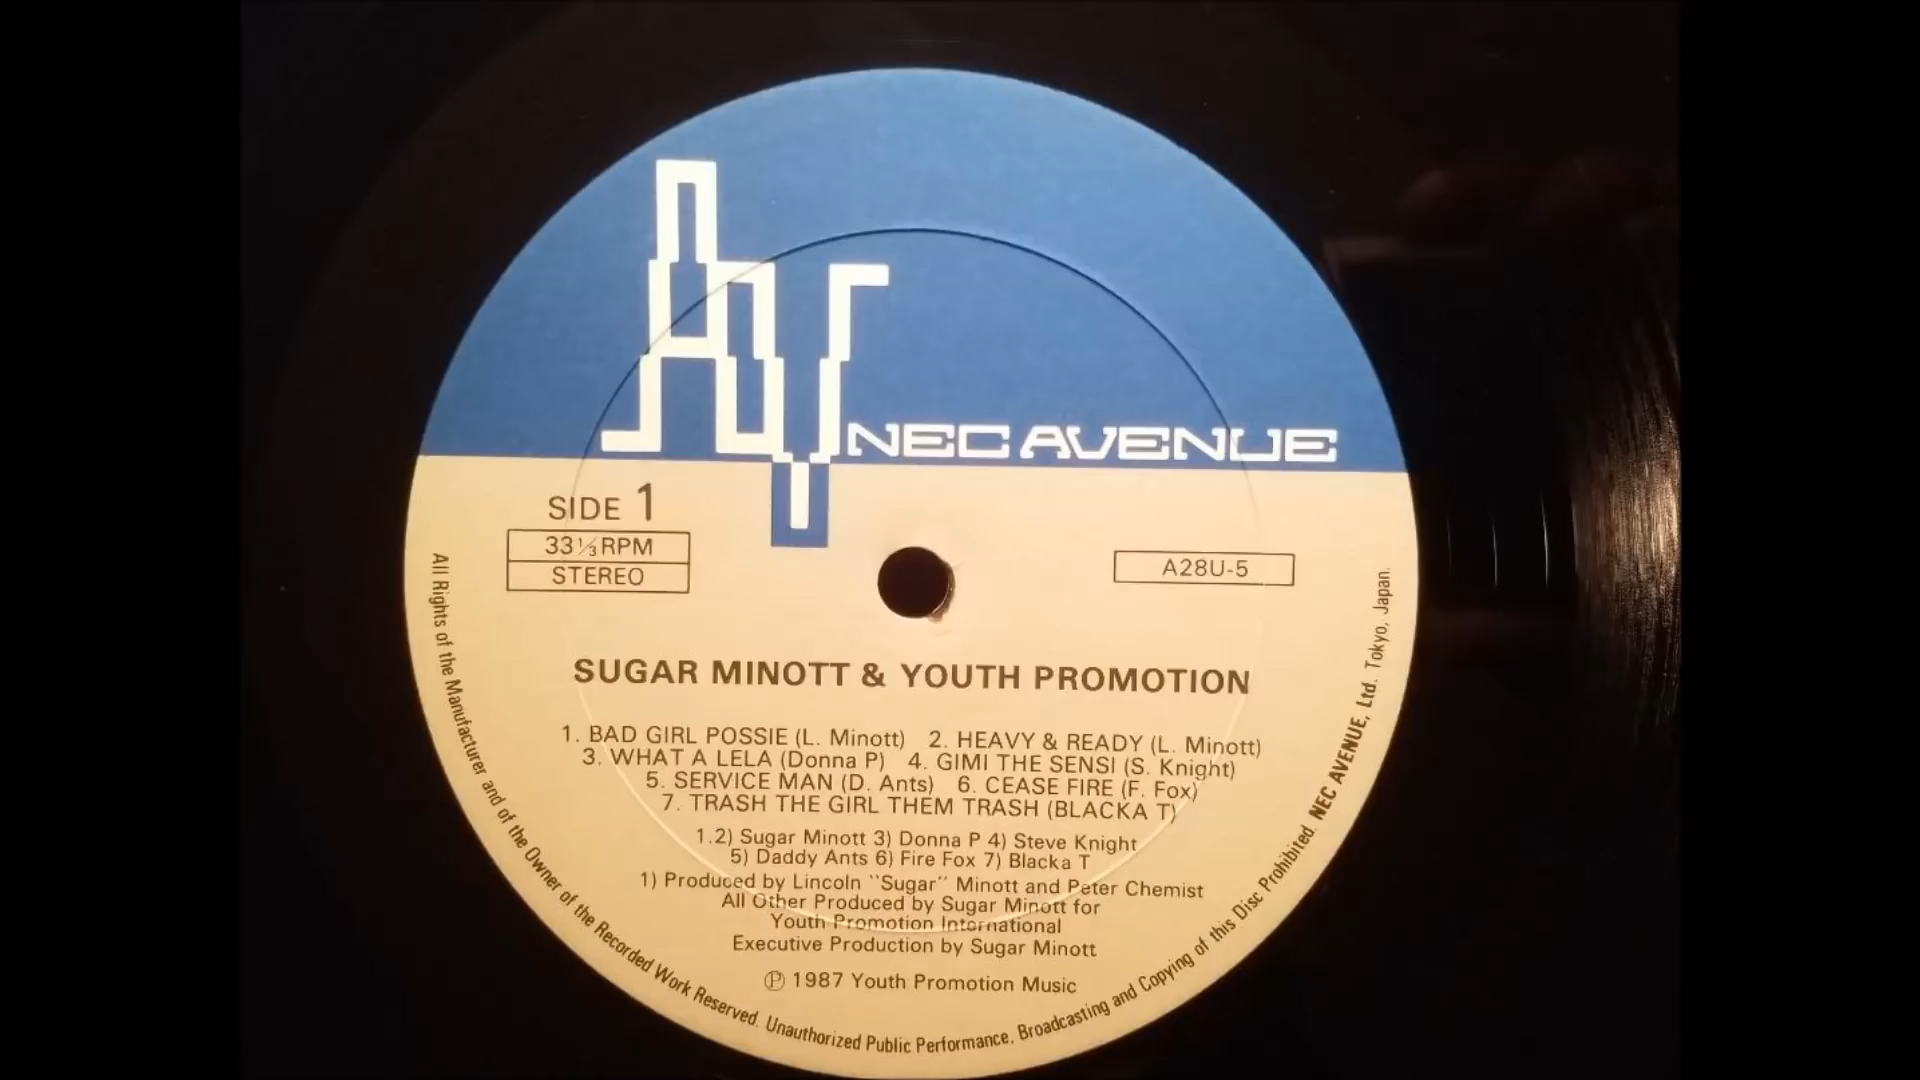 AV
NEC AVENUE
SIDE 1
33⅓RPM
STEREO
A28U-5
SUGAR MINOTT & YOUTH PROMOTION
1. BAD GIRL POSSIE (L. Minott) 2. HEAVY & READY (L. Minott)
3. WHAT A LELA (Donna P) 4. GIMI THE SENSI (S. Knight)
5. SERVICE MAN (D. Ants) 6. CEASE FIRE (F. Fox)
7. TRASH THE GIRL THEM TRASH (BLACKA T)
1.2) Sugar Minott 3) Donna P 4) Steve Knight
5) Daddy Ants 6) Fire Fox 7) Blacka T
1) Produced by Lincoln "Sugar" Minott and Peter Chemist
All Other Produced by Sugar Minott for
Youth Promotion International
Executive Production by Sugar Minott
Ⓟ 1987 Youth Promotion Music
All Rights of the Manufacturer and of the Owner of the Recorded Work Reserved. Unauthorized Public Performance, Broadcasting and Copying of this Disc Prohibited. NEC AVENUE, Ltd. Tokyo, Japan.